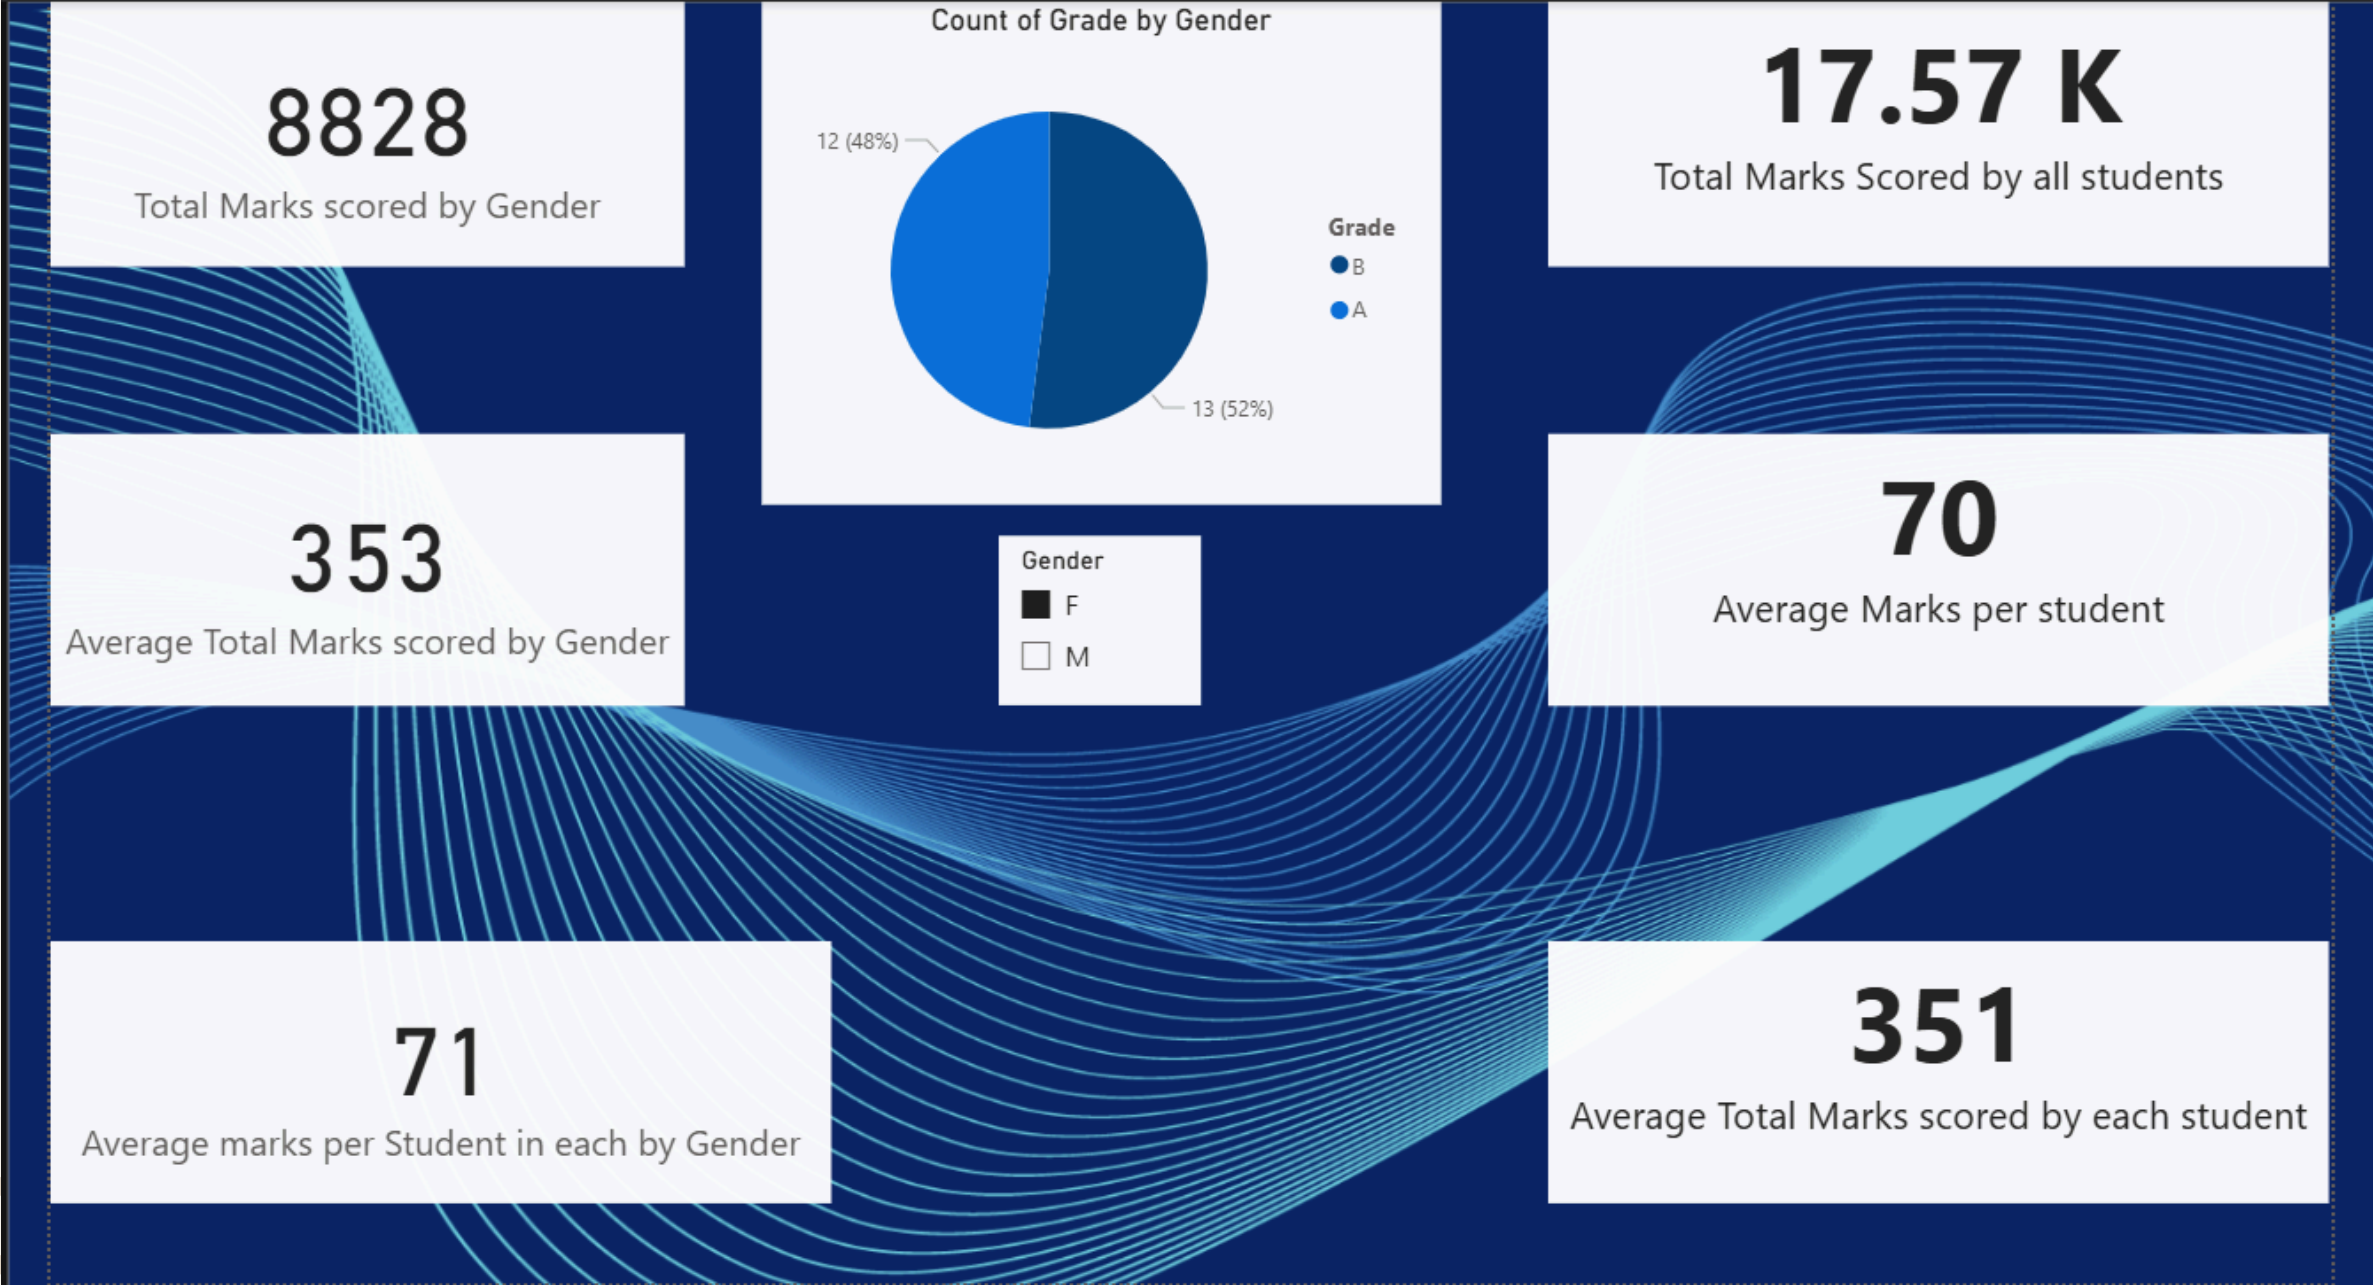 8828
Total Marks scored by Gender
Count of Grade by Gender
12 (48%)
13 (52%)
Grade
B
A
17.57 K
Total Marks Scored by all students
353
Average Total Marks scored by Gender
Gender
F
M
70
Average Marks per student
71
Average marks per Student in each by Gender
351
Average Total Marks scored by each student